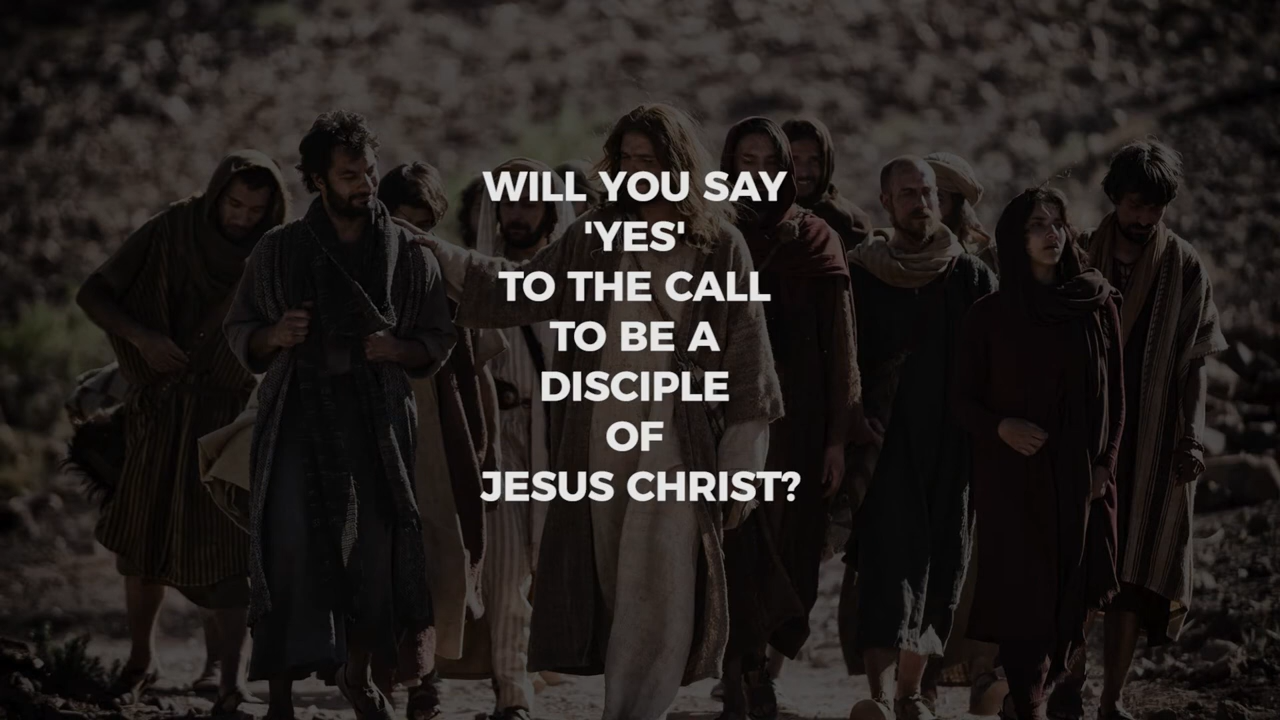 WILL YOU SAY
'YES'
TO THE CALL
TO BE A
DISCIPLE
OF
JESUS CHRIST?